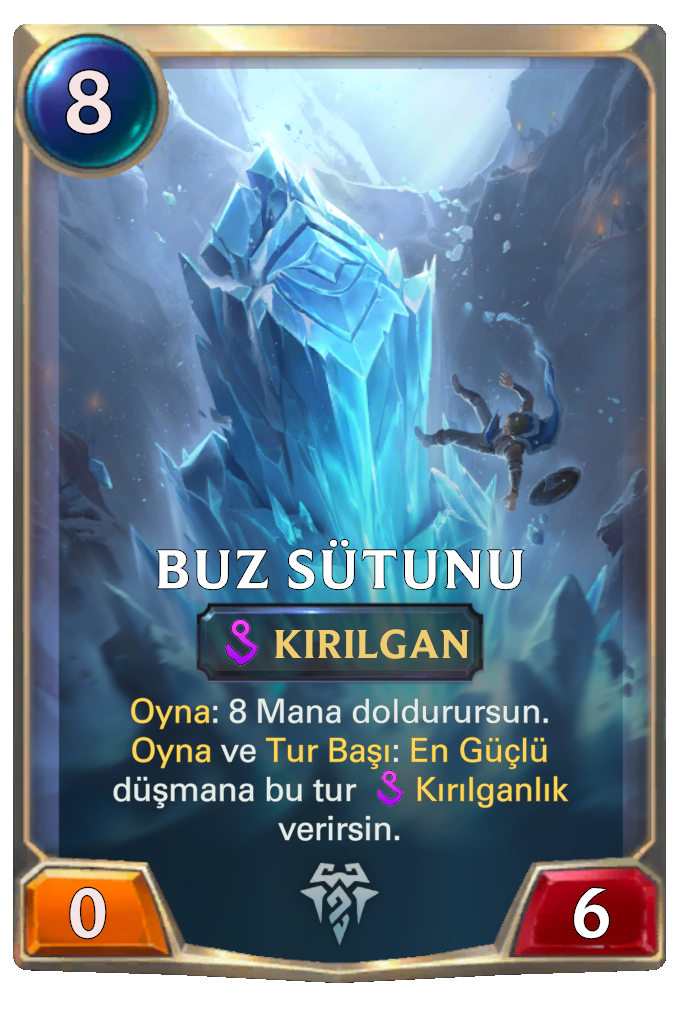 8
BUZ SÜTUNU
KIRILGAN
Oyna: 8 Mana doldurursun.
Oyna ve Tur Başı: En Güçlü
düşmana bu tur Kırılganlık
verirsin.
0
6